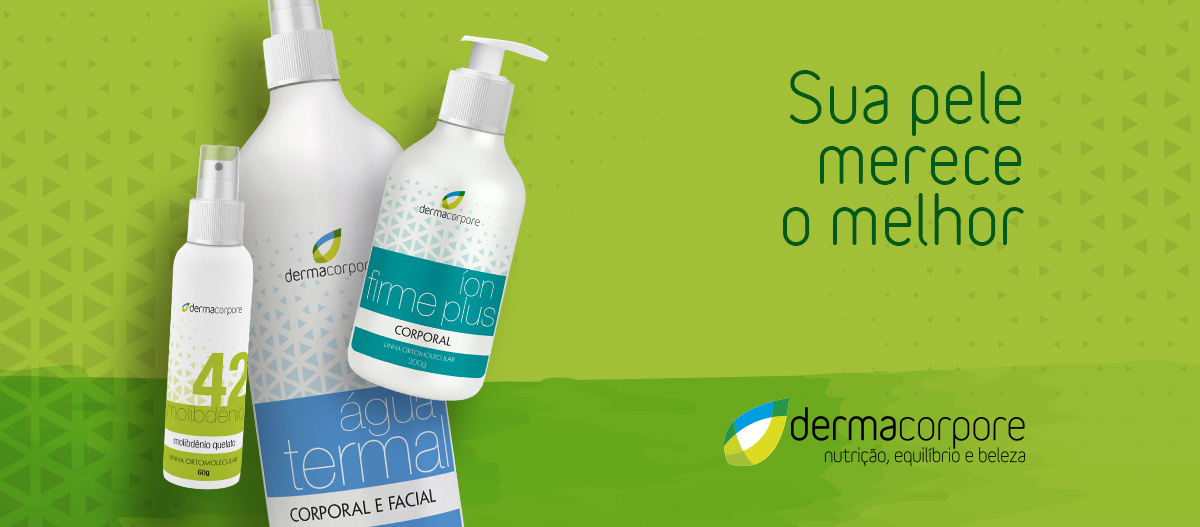 Sua pele
merece
o melhor
dermacorpore
nutrição, equilíbrio e beleza
dermacorpore
42
molibdênio
molibdênio quelato
LINHA ORTOMOLECULAR
60g
dermacorpore
água
termal
CORPORAL E FACIAL
dermacorpore
íon
firme plus
CORPORAL
LINHA ORTOMOLECULAR
300g